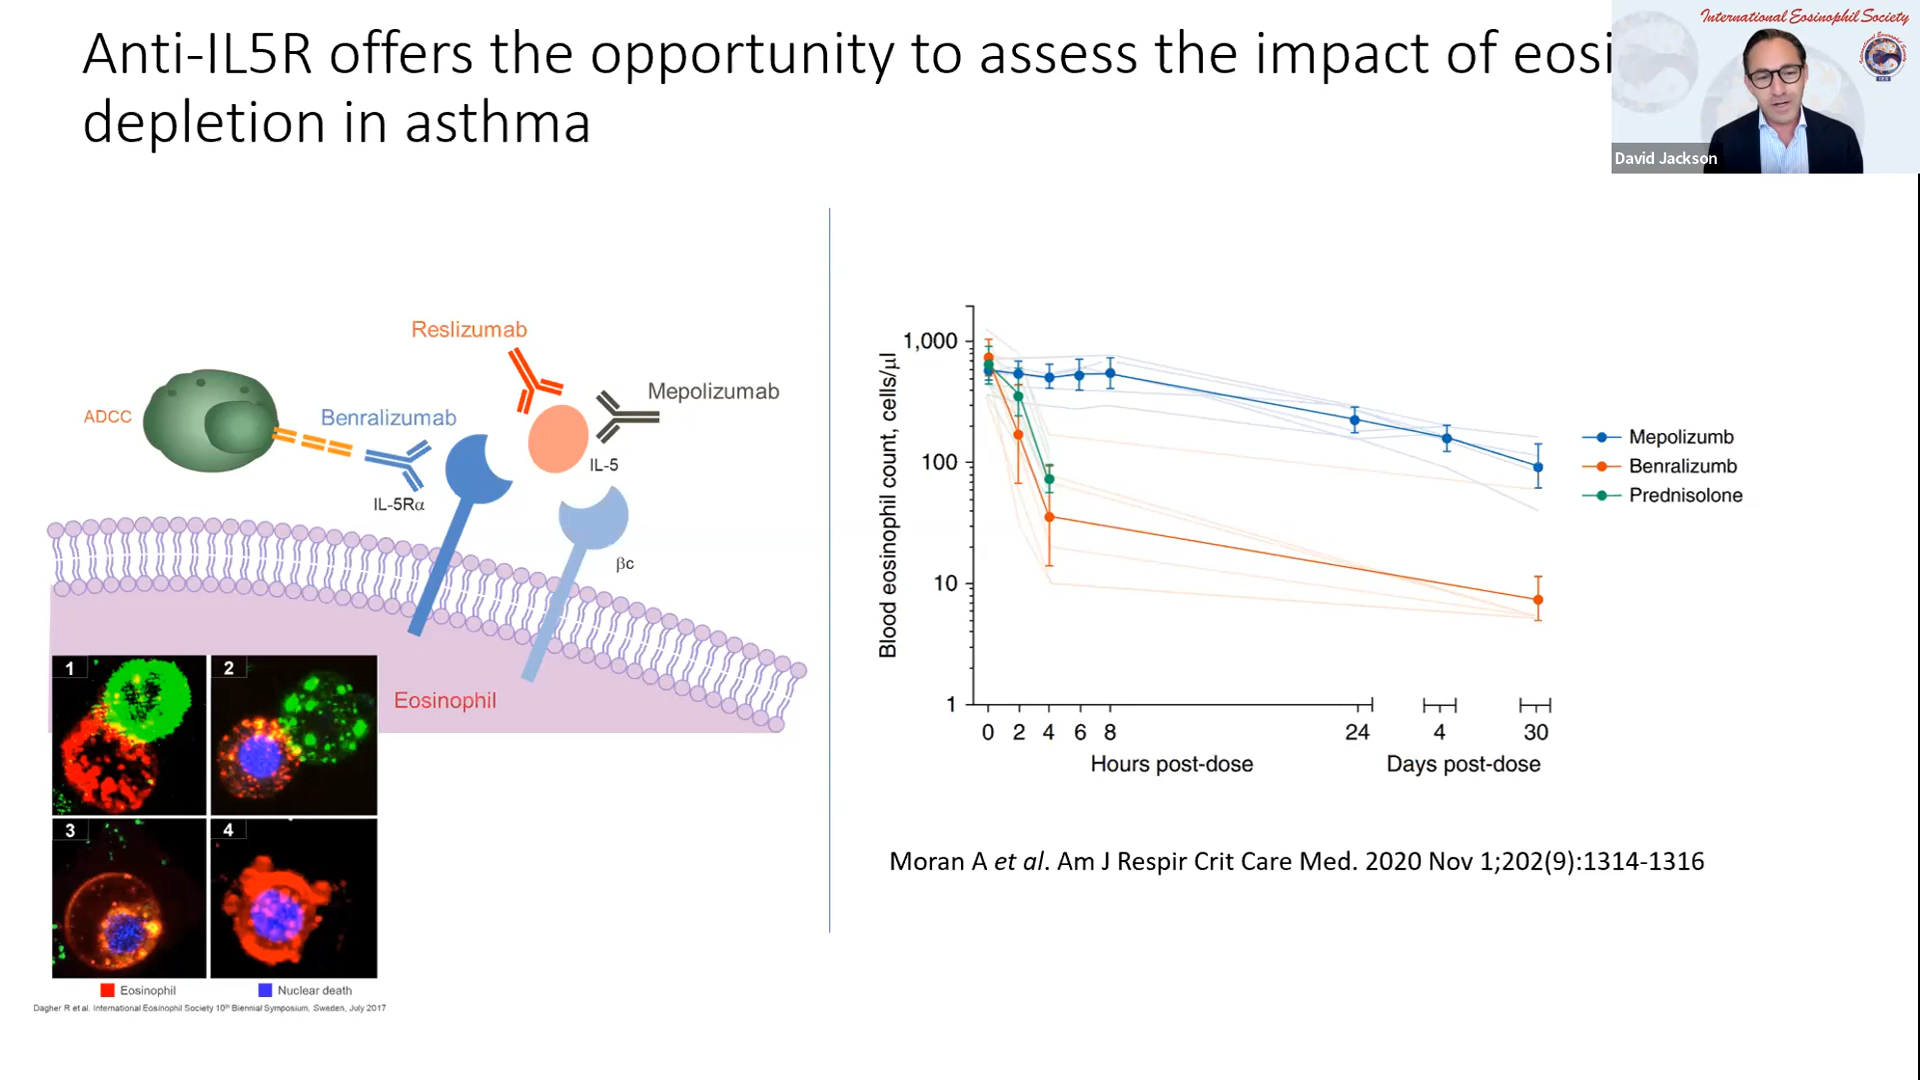 Anti-IL5R offers the opportunity to assess the impact of eosi
depletion in asthma
International Eosinophil Society
David Jackson
Reslizumab
Mepolizumab
ADCC
Benralizumab
IL-5
IL-5Rα
βc
Eosinophil
1
2
3
4
Eosinophil
Nuclear death
Dagher R et al. International Eosinophil Society 10th Biennial Symposium, Sweden, July 2017
Blood eosinophil count, cells/μl
1,000
100
10
1
0 2 4 6 8 24 4 30
Hours post-dose Days post-dose
Mepolizumb
Benralizumb
Prednisolone
Moran A et al. Am J Respir Crit Care Med. 2020 Nov 1;202(9):1314-1316